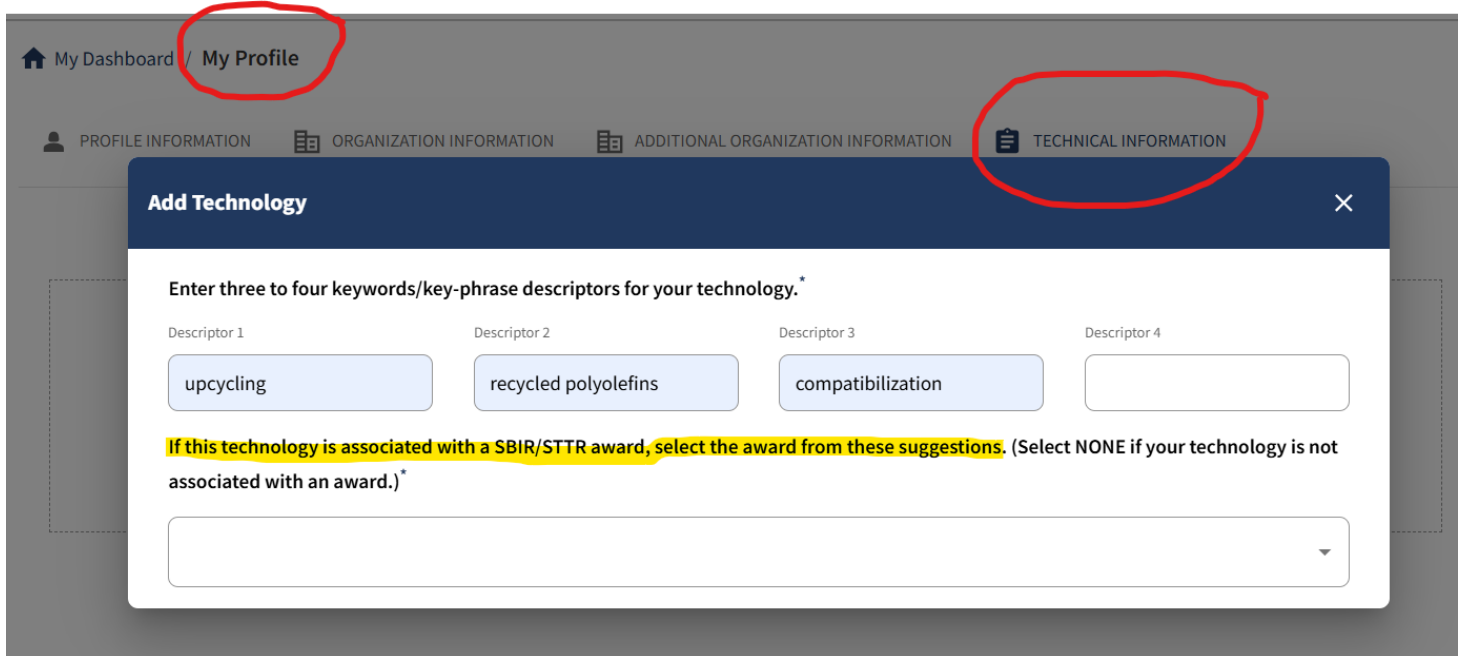 My Dashboard / My Profile
PROFILE INFORMATION ORGANIZATION INFORMATION ADDITIONAL ORGANIZATION INFORMATION TECHNICAL INFORMATION
Add Technology
Enter three to four keywords/key-phrase descriptors for your technology.*
Descriptor 1 Descriptor 2 Descriptor 3 Descriptor 4
upcycling recycled polyolefins compatibilization
If this technology is associated with a SBIR/STTR award, select the award from these suggestions. (Select NONE if your technology is not
associated with an award.)*